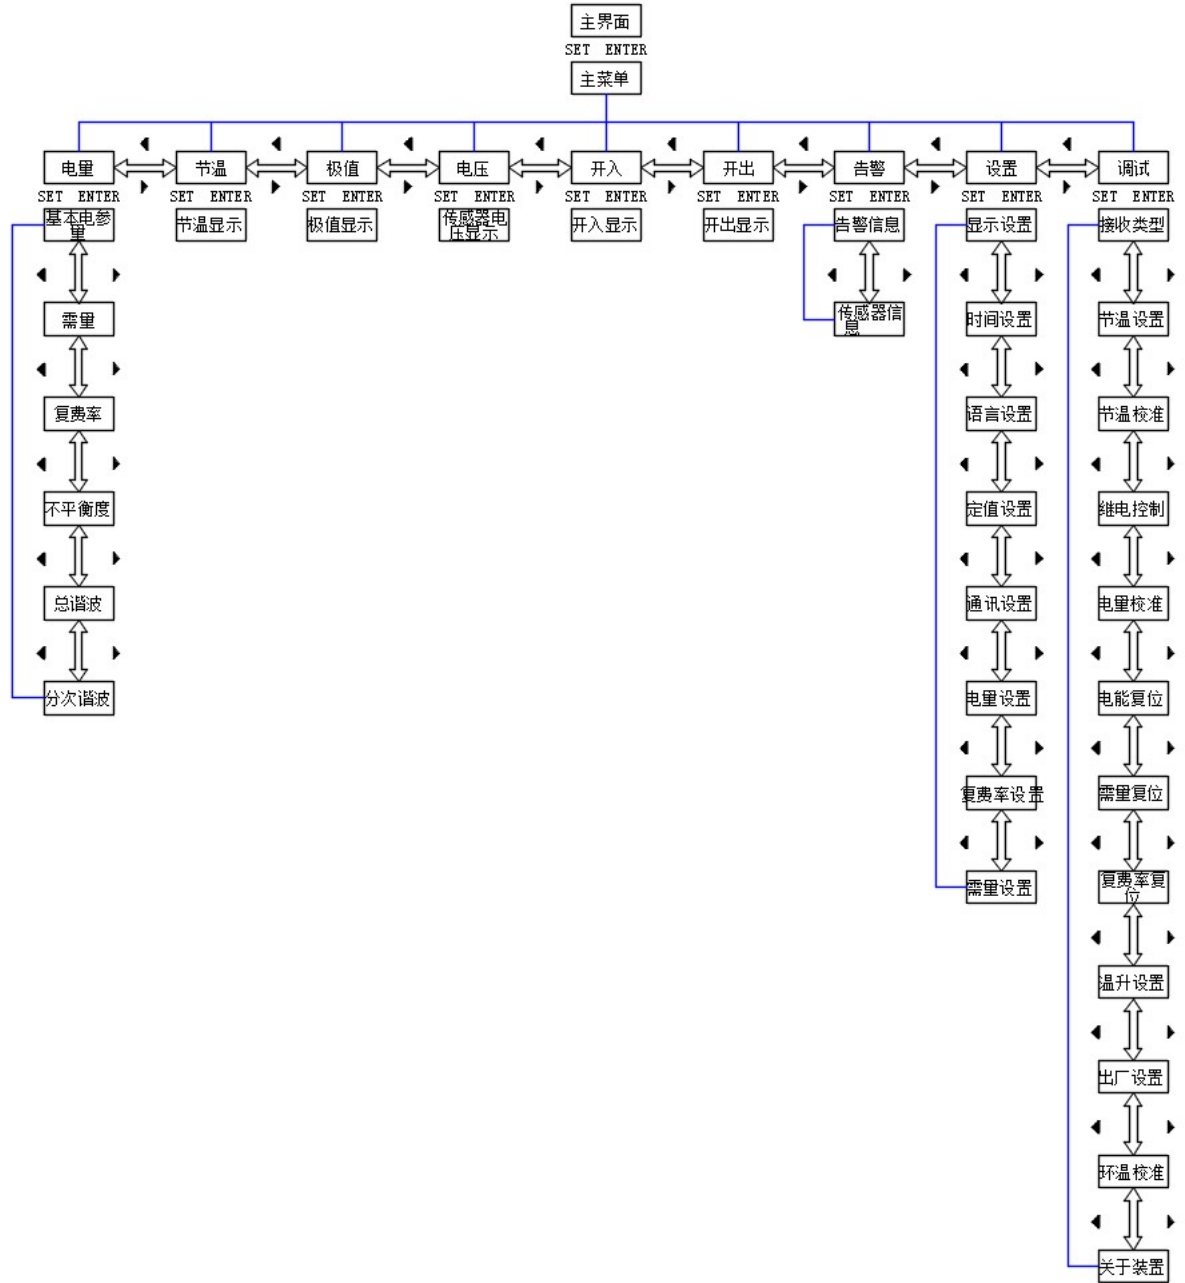 主界面
SET ENTER
主菜单
电量 节温 极值 电压 开入 开出 告警 设置 调试
SET ENTER SET ENTER SET ENTER SET ENTER SET ENTER SET ENTER SET ENTER SET ENTER SET ENTER
基本电参
量
节温显示
极值显示
传感器电
压显示
开入显示
开出显示
告警信息
显示设置
接收类型
需量
传感器信
息
时间设置
节温设置
复费率
语言设置
节温校准
不平衡度
定值设置
继电控制
总谐波
通讯设置
电量校准
分次谐波
电量设置
电能复位
复费率设置
需量复位
需量设置
复费率复
位
温升设置
出厂设置
环温校准
关于装置